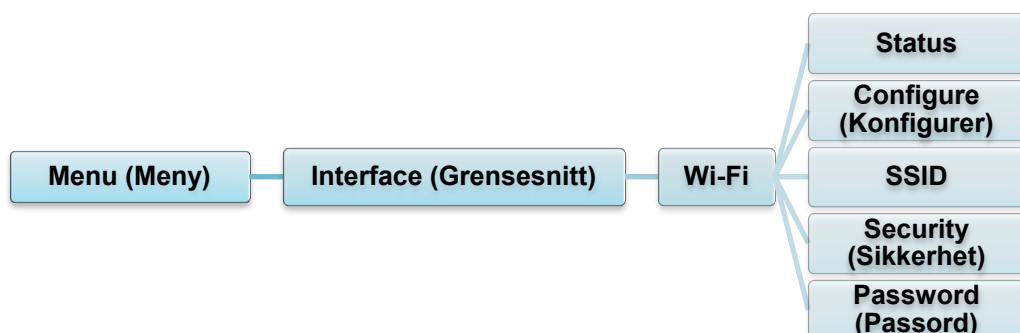 Menu (Meny)
Interface (Grensesnitt)
Wi-Fi
Status
Configure
(Konfigurer)
SSID
Security
(Sikkerhet)
Password
(Passord)